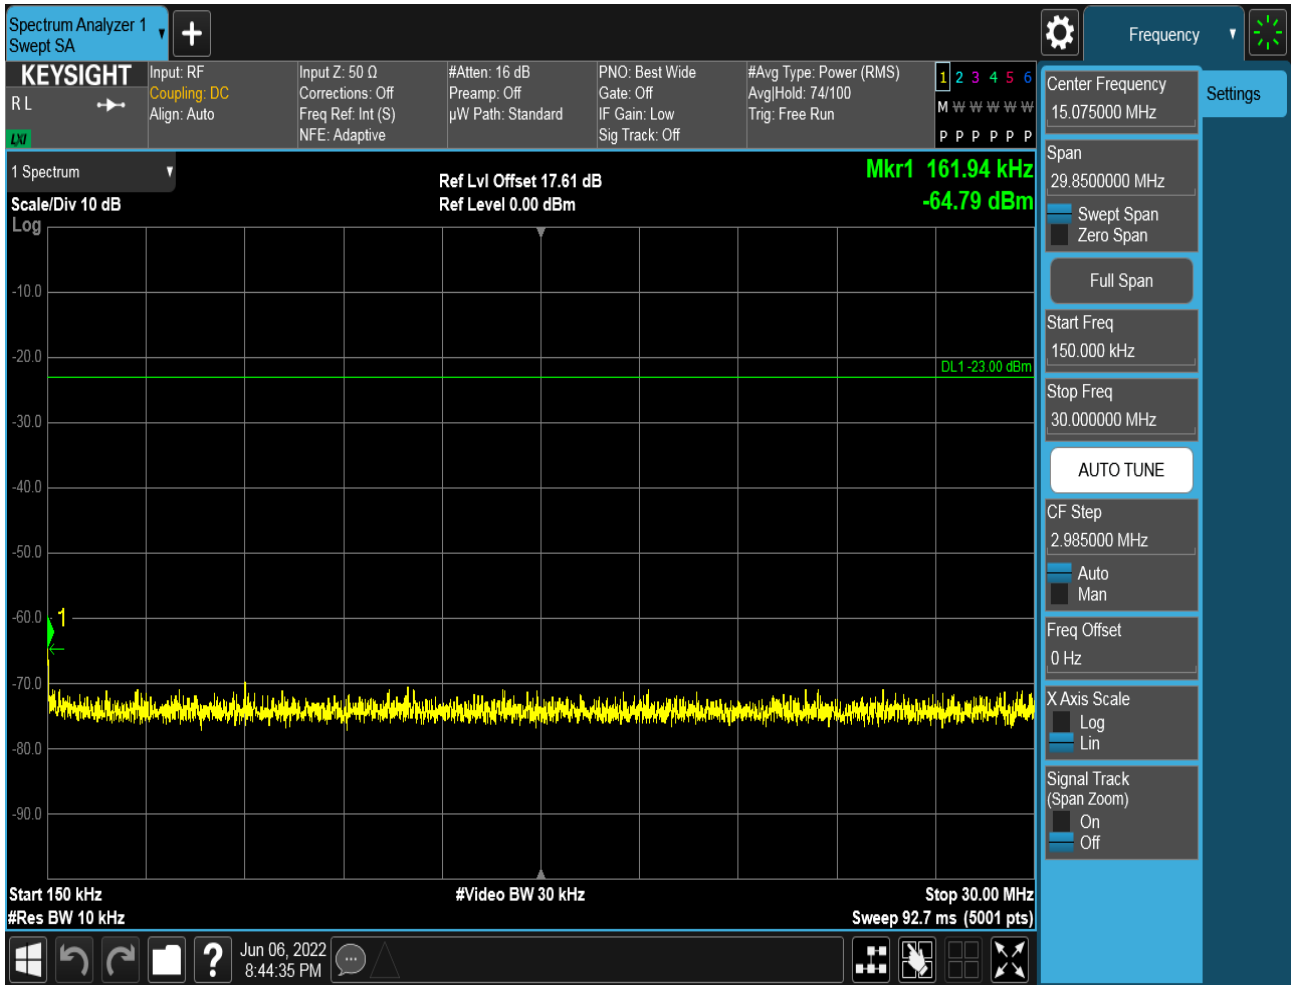 Spectrum Analyzer 1
Swept SA
Frequency
KEYSIGHT
R L
LXI
Input: RF
Coupling: DC
Align: Auto
Input Z: 50 Ω
Corrections: Off
Freq Ref: Int (S)
NFE: Adaptive
#Atten: 16 dB
Preamp: Off
µW Path: Standard
PNO: Best Wide
Gate: Off
IF Gain: Low
Sig Track: Off
#Avg Type: Power (RMS)
Avg|Hold: 74/100
Trig: Free Run
1 2 3 4 5 6
M W W W W W
P P P P P P
1 Spectrum
Scale/Div 10 dB
Log
Ref Lvl Offset 17.61 dB
Ref Level 0.00 dBm
Mkr1 161.94 kHz
-64.79 dBm
-10.0
-20.0
DL1 -23.00 dBm
-30.0
-40.0
-50.0
-60.0
1
-70.0
-80.0
-90.0
Start 150 kHz
#Video BW 30 kHz
Stop 30.00 MHz
#Res BW 10 kHz
Sweep 92.7 ms (5001 pts)
?
Jun 06, 2022
8:44:35 PM
Center Frequency
15.075000 MHz
Settings
Span
29.8500000 MHz
Swept Span
Zero Span
Full Span
Start Freq
150.000 kHz
Stop Freq
30.000000 MHz
AUTO TUNE
CF Step
2.985000 MHz
Auto
Man
Freq Offset
0 Hz
X Axis Scale
Log
Lin
Signal Track
(Span Zoom)
On
Off